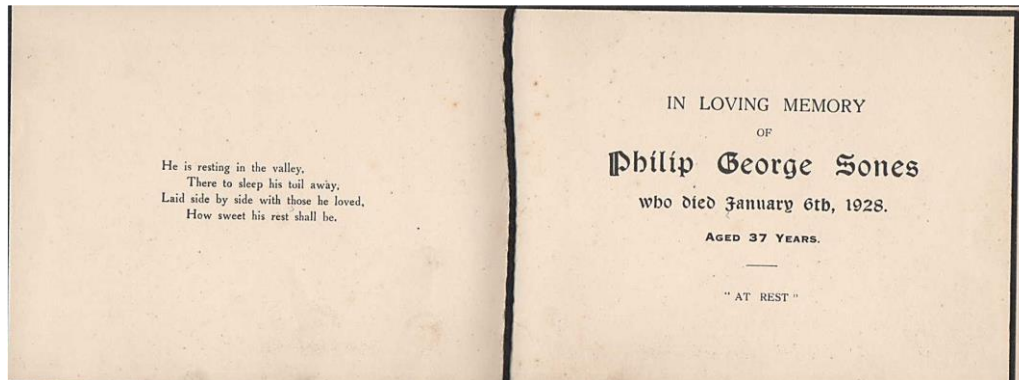 He is resting in the valley,
There to sleep his toil away,
Laid side by side with those he loved,
How sweet his rest shall be.
IN LOVING MEMORY
OF
Philip George Sones
who died January 6th, 1928.
AGED 37 YEARS.
"AT REST"